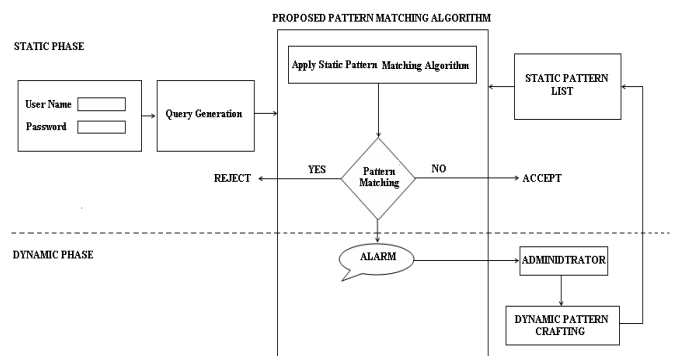 PROPOSED PATTERN MATCHING ALGORITHM
STATIC PHASE
Apply Static Pattern Matching Algorithm
STATIC PATTERN
LIST
User Name
Password
Query Generation
REJECT
YES
Pattern
Matching
NO
ACCEPT
DYNAMIC PHASE
ALARM
ADMINIDTRATOR
DYNAMIC PATTERN
CRAFTING